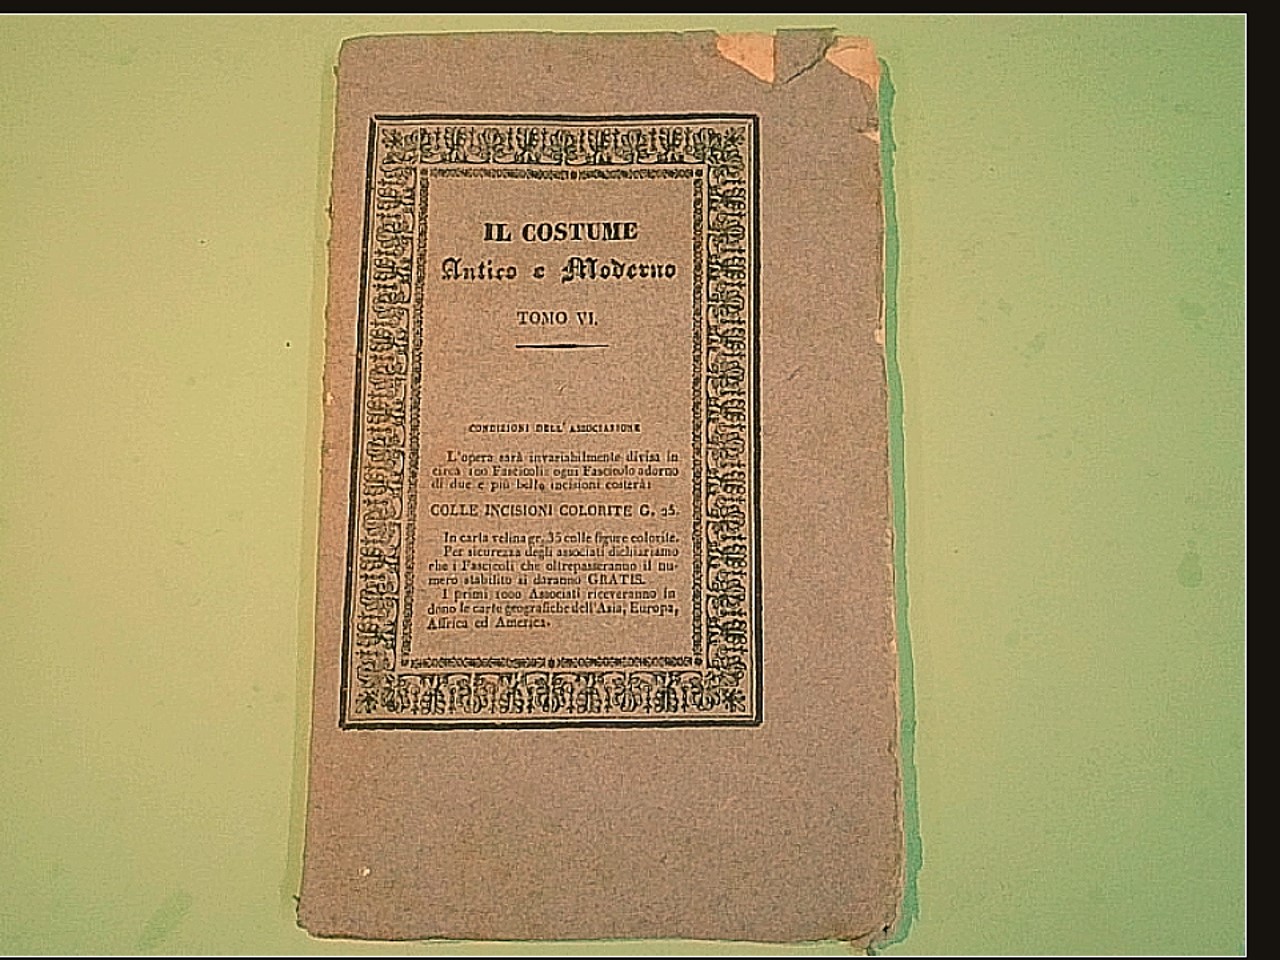 IL COSTUME
Antico e Moderno
TOMO VI.
CONDIZIONI DELL' ASSOCIAZIONE
L'opera sarà invariabilmente divisa in
circa 100 Fascicoli: ogni Fascicolo adorno
di due e più belle incisioni costerà:
COLLE INCISIONI COLORITE G. 25.
In carta velina gr. 35 colle figure colorite.
Per sicurezza degli associati dichiariamo
che i Fascicoli che oltrepasseranno il nu-
mero stabilito si daranno GRATIS.
I primi 1000 Associati riceveranno in
dono le carte geografiche dell'Asia, Europa,
Affrica ed America.